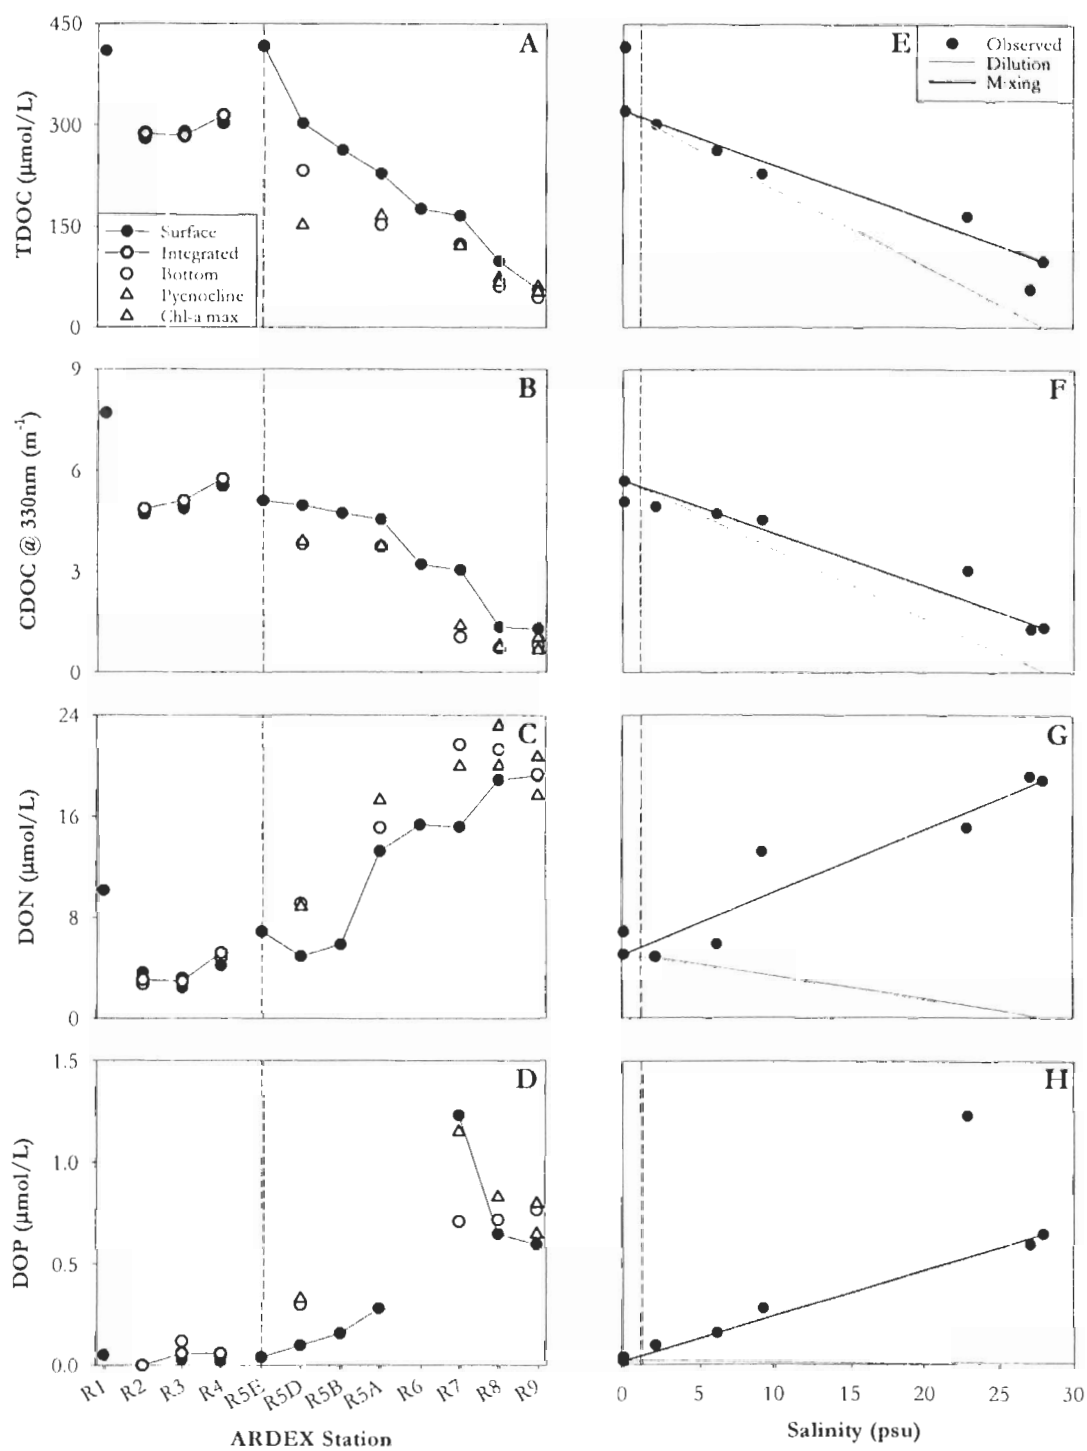 450
300
150
0
TDOC (µmol/L)
A
Surface
Integrated
Bottom
Pycnocline
Chl-a max
E
Observed
Dilution
Mixing
9
6
3
0
CDOC @ 330nm (m-1)
B
F
24
16
8
0
DON (µmol/L)
C
G
1.5
1.0
0.5
0.0
DOP (µmol/L)
D
H
R1 R2 R3 R4 R5E R5D R5B R5A R6 R7 R8 R9
ARDEX Station
0 5 10 15 20 25 30
Salinity (psu)